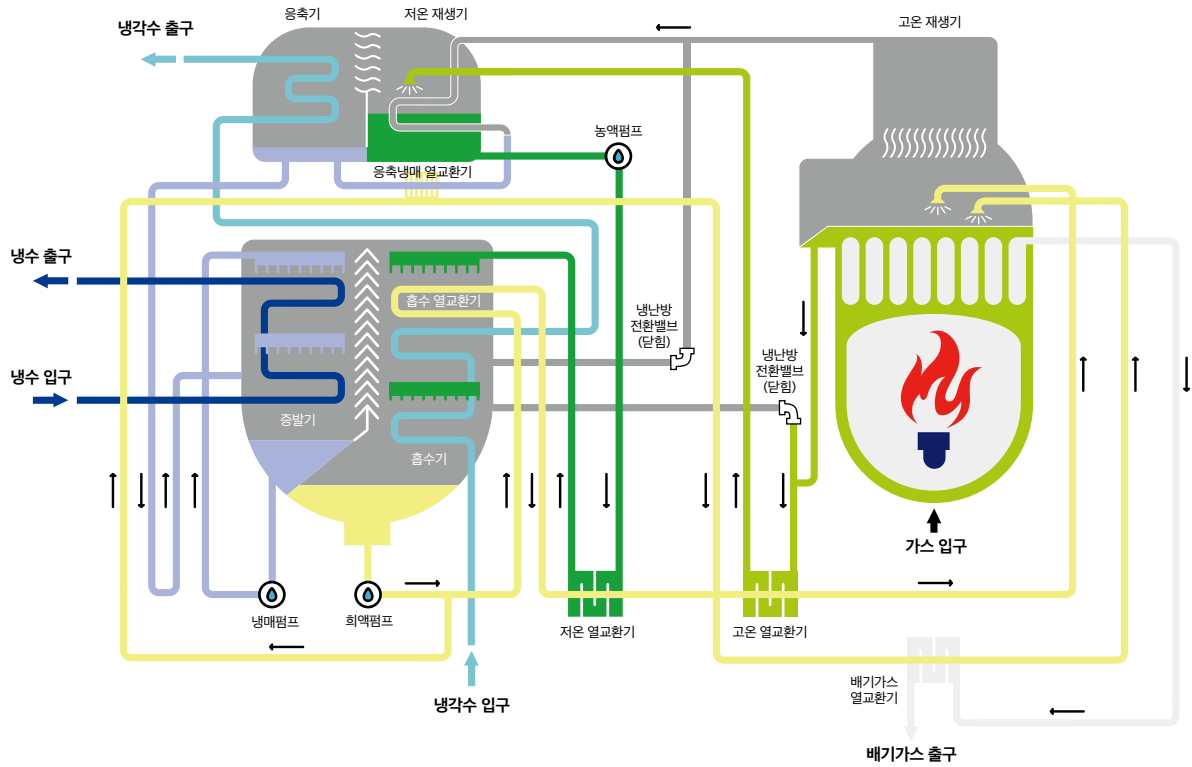 응축기
저온 재생기
고온 재생기
냉각수 출구
농액펌프
응축냉매 열교환기
냉수 출구
흡수 열교환기
냉난방
전환밸브
(닫힘)
냉난방
전환밸브
(닫힘)
냉수 입구
증발기
흡수기
가스 입구
냉매펌프
희액펌프
저온 열교환기
고온 열교환기
배기가스
열교환기
냉각수 입구
배기가스 출구